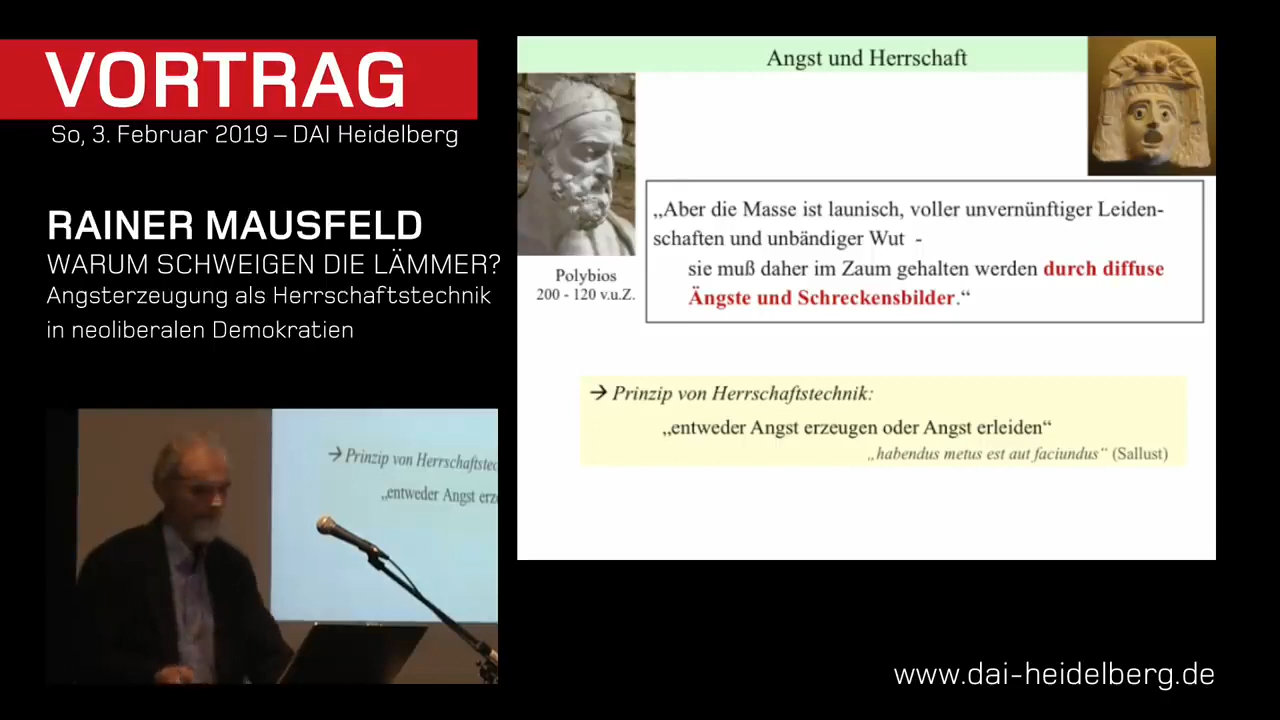 VORTRAG
So, 3. Februar 2019 – DAI Heidelberg
RAINER MAUSFELD
WARUM SCHWEIGEN DIE LÄMMER?
Angsterzeugung als Herrschaftstechnik
in neoliberalen Demokratien
Angst und Herrschaft
Polybios
200 - 120 v.u.Z.
„Aber die Masse ist launisch, voller unvernünftiger Leiden-
schaften und unbändiger Wut -
sie muß daher im Zaum gehalten werden durch diffuse
Ängste und Schreckensbilder.“
→ Prinzip von Herrschaftstechnik:
„entweder Angst erzeugen oder Angst erleiden“
„habendus metus est aut faciundus“ (Sallust)
→ Prinzip von Herrschaftstec
„entweder Angst erze
www.dai-heidelberg.de